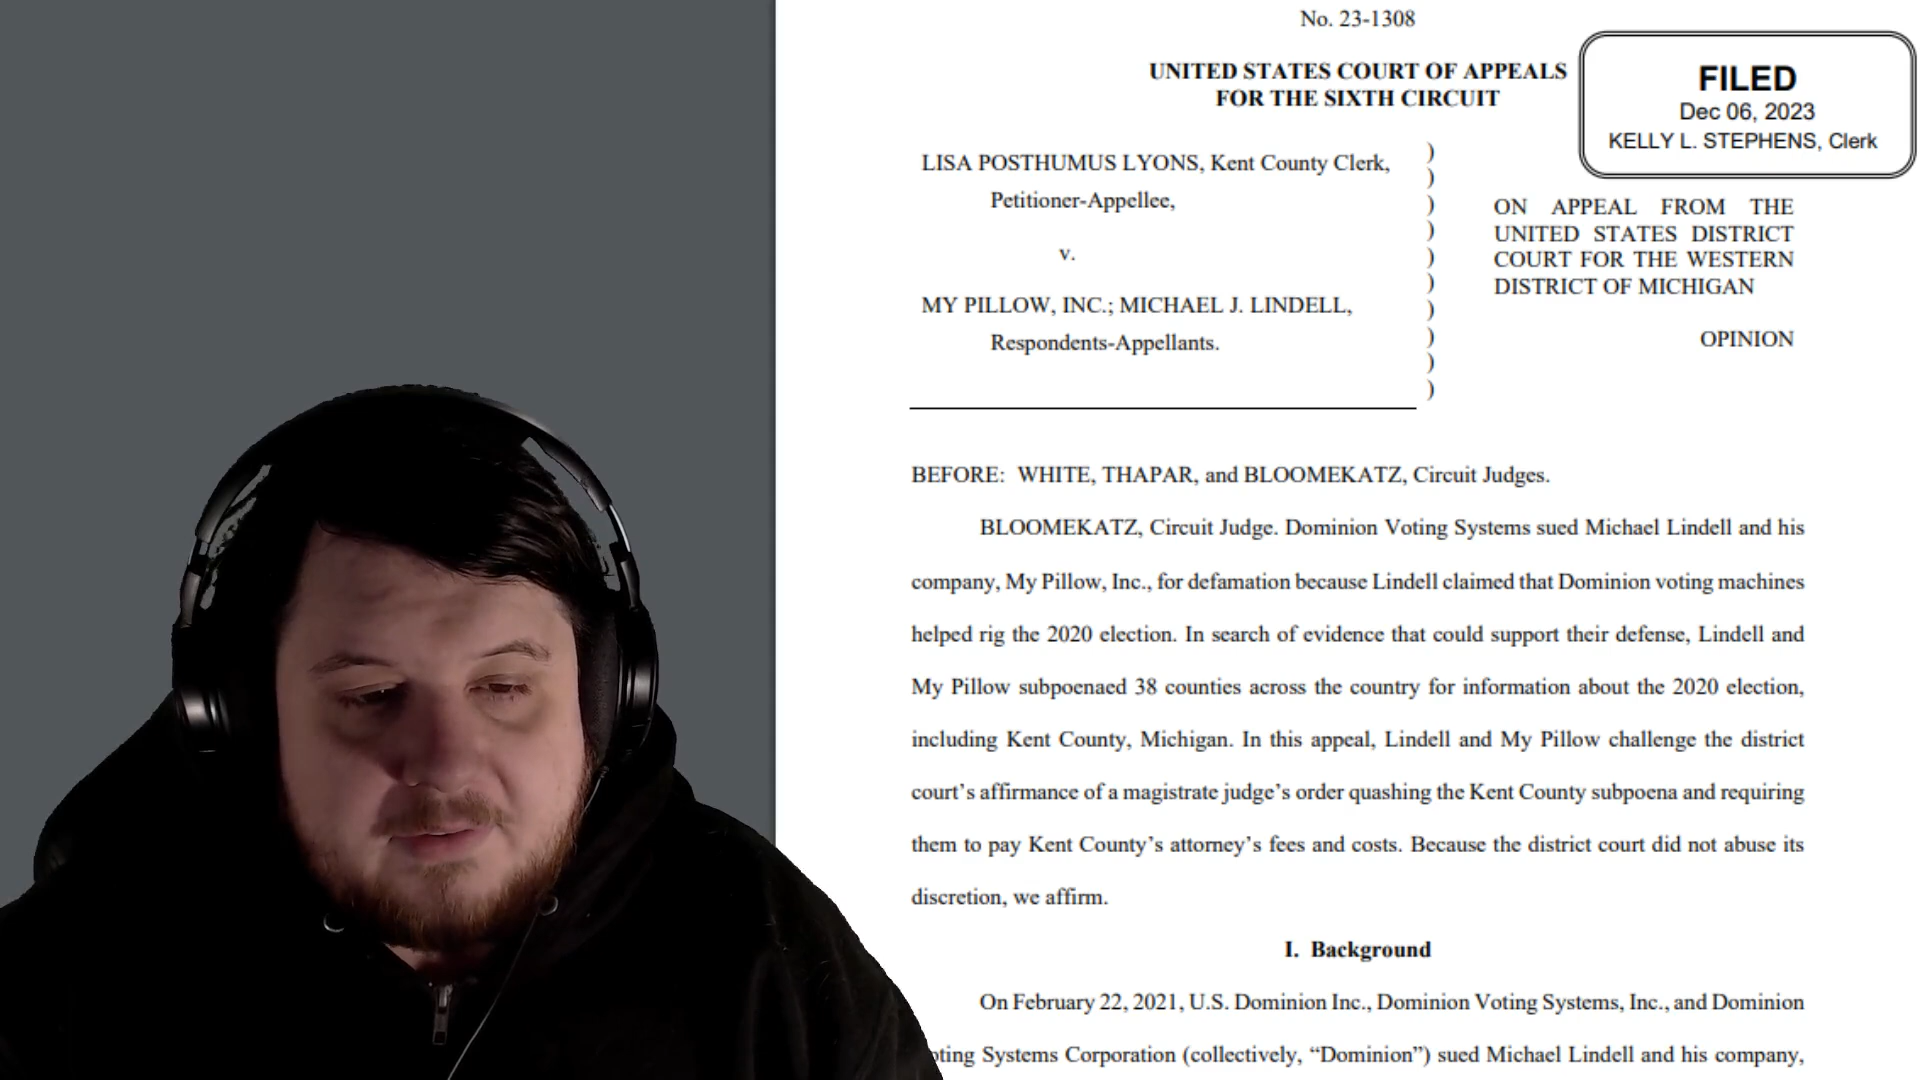 No. 23-1308
UNITED STATES COURT OF APPEALS
FOR THE SIXTH CIRCUIT
FILED
Dec 06, 2023
KELLY L. STEPHENS, Clerk
LISA POSTHUMUS LYONS, Kent County Clerk,
Petitioner-Appellee,
v.
MY PILLOW, INC.; MICHAEL J. LINDELL,
Respondents-Appellants.
)
)
)
)
)
)
)
)
)
)
ON APPEAL FROM THE
UNITED STATES DISTRICT
COURT FOR THE WESTERN
DISTRICT OF MICHIGAN
OPINION
BEFORE: WHITE, THAPAR, and BLOOMEKATZ, Circuit Judges.
BLOOMEKATZ, Circuit Judge. Dominion Voting Systems sued Michael Lindell and his
company, My Pillow, Inc., for defamation because Lindell claimed that Dominion voting machines
helped rig the 2020 election. In search of evidence that could support their defense, Lindell and
My Pillow subpoenaed 38 counties across the country for information about the 2020 election,
including Kent County, Michigan. In this appeal, Lindell and My Pillow challenge the district
court’s affirmance of a magistrate judge’s order quashing the Kent County subpoena and requiring
them to pay Kent County’s attorney’s fees and costs. Because the district court did not abuse its
discretion, we affirm.
I. Background
On February 22, 2021, U.S. Dominion Inc., Dominion Voting Systems, Inc., and Dominion
oting Systems Corporation (collectively, “Dominion”) sued Michael Lindell and his company,